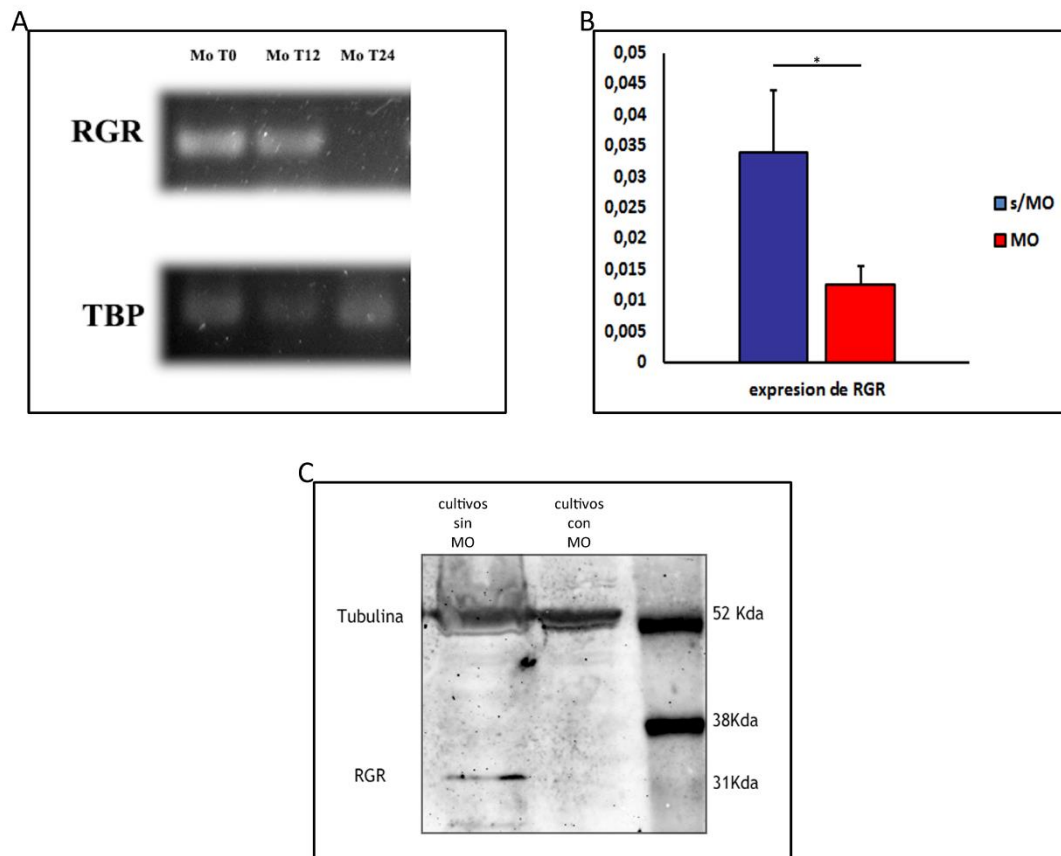 A
Mo T0 Mo T12 Mo T24
RGR
TBP
B
0,05
0,045
0,04
0,035
0,03
0,025
0,02
0,015
0,01
0,005
0
*
s/MO
MO
expresion de RGR
C
cultivos
sin
MO
cultivos
con
MO
Tubulina
52 Kda
38Kda
RGR
31Kda